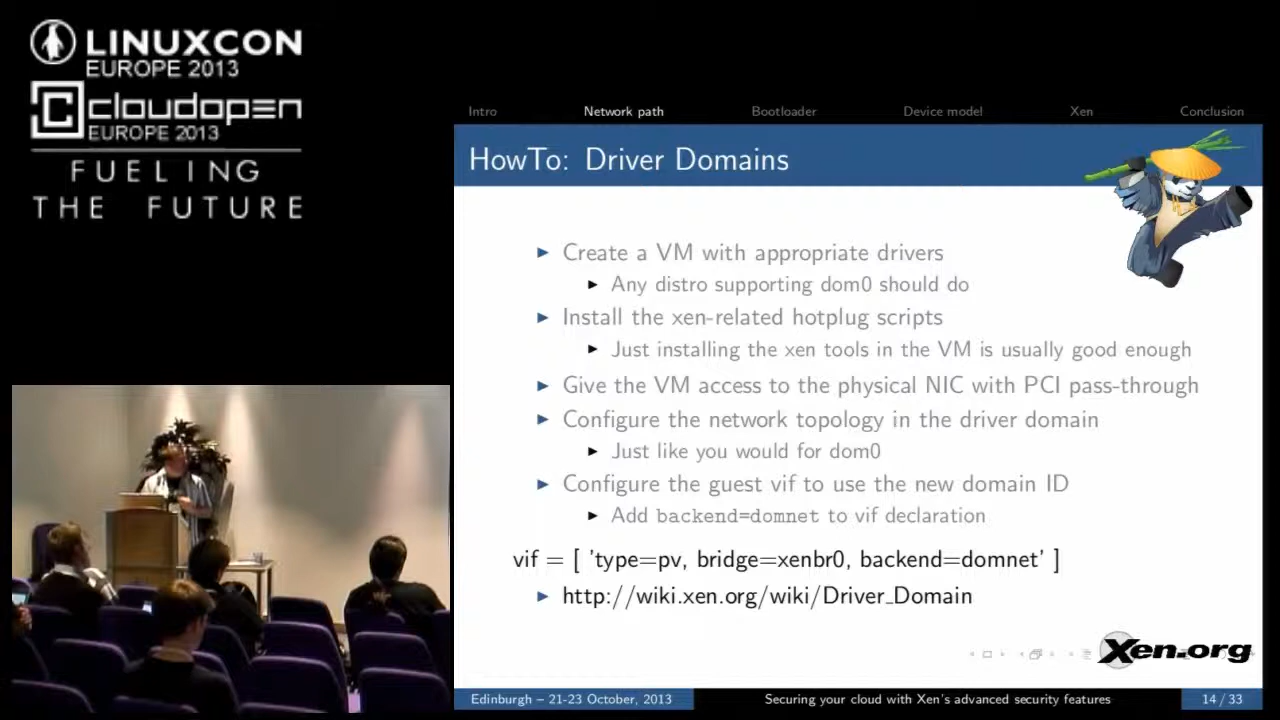 LINUXCON
EUROPE 2013
cloudopen
EUROPE 2013
FUELING
THE FUTURE
Intro Network path Bootloader Device model Xen Conclusion
HowTo: Driver Domains
Create a VM with appropriate drivers
Any distro supporting dom0 should do
Install the xen-related hotplug scripts
Just installing the xen tools in the VM is usually good enough
Give the VM access to the physical NIC with PCI pass-through
Configure the network topology in the driver domain
Just like you would for dom0
Configure the guest vif to use the new domain ID
Add backend=domnet to vif declaration
vif = [ 'type=pv, bridge=xenbr0, backend=domnet' ]
http://wiki.xen.org/wiki/Driver_Domain
Xen.org
Edinburgh – 21-23 October, 2013 Securing your cloud with Xen's advanced security features 14 / 33